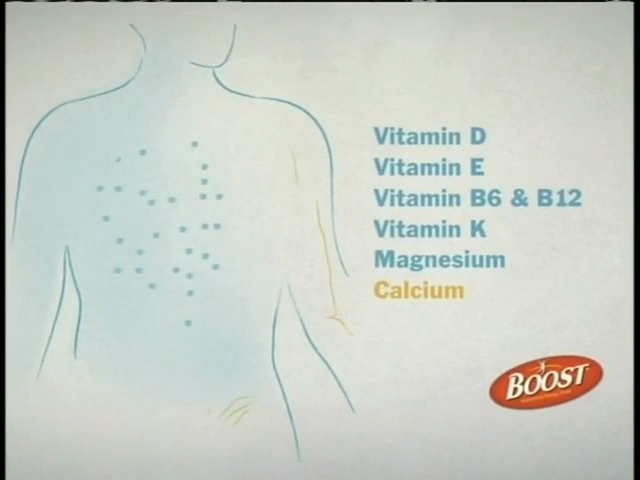 Vitamin D
Vitamin E
Vitamin B6 & B12
Vitamin K
Magnesium
Calcium
BOOST